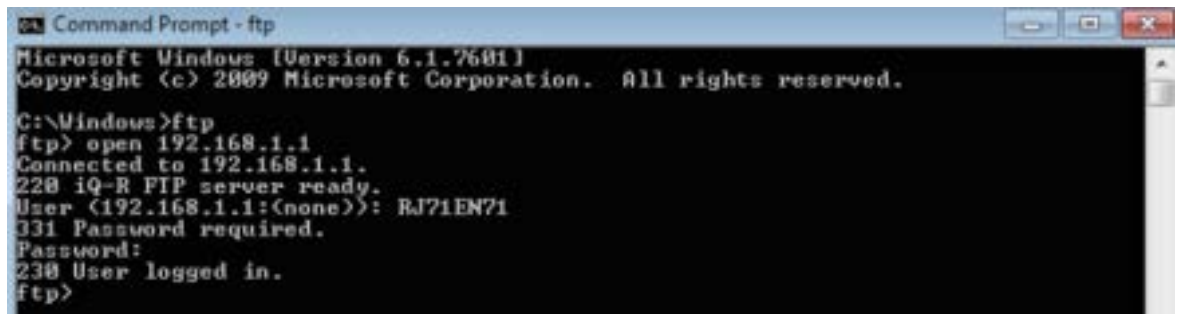 Command Prompt - ftp
Microsoft Windows [Version 6.1.7601]
Copyright (c) 2009 Microsoft Corporation.  All rights reserved.
C:\Windows>ftp
ftp> open 192.168.1.1
Connected to 192.168.1.1.
220 iQ-R FTP server ready.
User (192.168.1.1:(none)): RJ71EN71
331 Password required.
Password:
230 User logged in.
ftp>